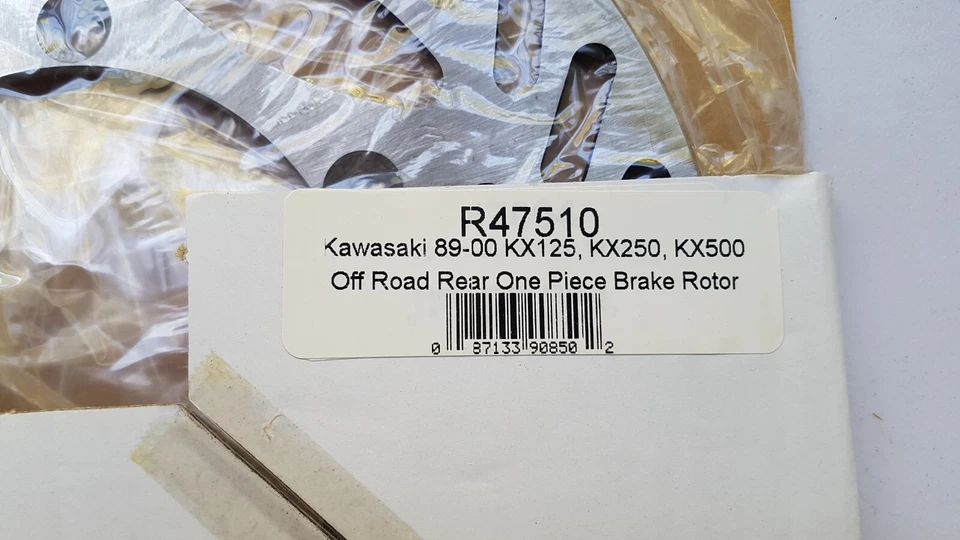 R47510
Kawasaki 89-00 KX125, KX250, KX500
Off Road Rear One Piece Brake Rotor
0 87133 90850 2